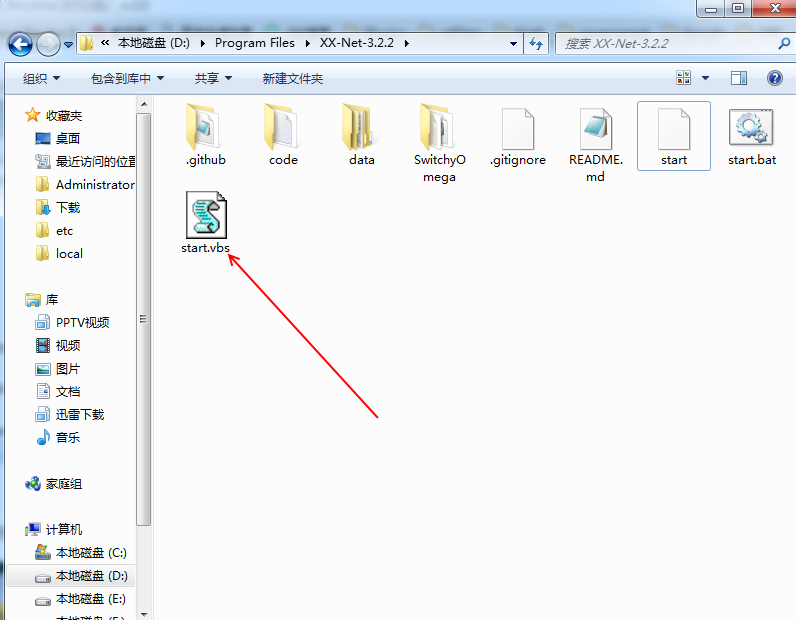 « 本地磁盘 (D:) Program Files XX-Net-3.2.2
搜索 XX-Net-3.2.2
组织 包含到库中 共享 新建文件夹
收藏夹
桌面
最近访问的位置
Administrator
下载
etc
local
库
PPTV视频
视频
图片
文档
迅雷下载
音乐
家庭组
计算机
本地磁盘 (C:)
本地磁盘 (D:)
本地磁盘 (E:)
.github
code
data
SwitchyO
mega
.gitignore
README.
md
start
start.bat
start.vbs